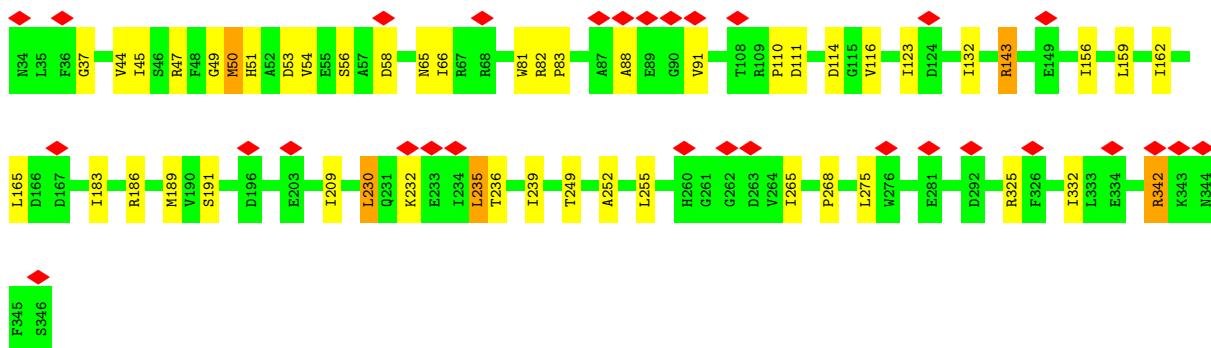 N34 L35 F36 G37 V44 I45 S46 R47 F48 G49 M50 H51 A52 D53 V54 E55 S56 A57 D58 N65 I66 R67 R68 W81 R82 P83 A87 A88 E89 G90 V91 T108 R109 P110 D111 D114 G115 V116 I123 D124 I132 R143 E149 I156 L159 I162
L165 D166 D167 I183 R186 M189 V190 S191 D196 E203 I209 L230 Q231 K232 E233 I234 L235 T236 I239 T249 A252 L255 H260 G261 G262 D263 V264 I265 P268 L275 W276 E281 D292 R325 F326 I332 L333 E334 R342 K343 N344
F345 S346